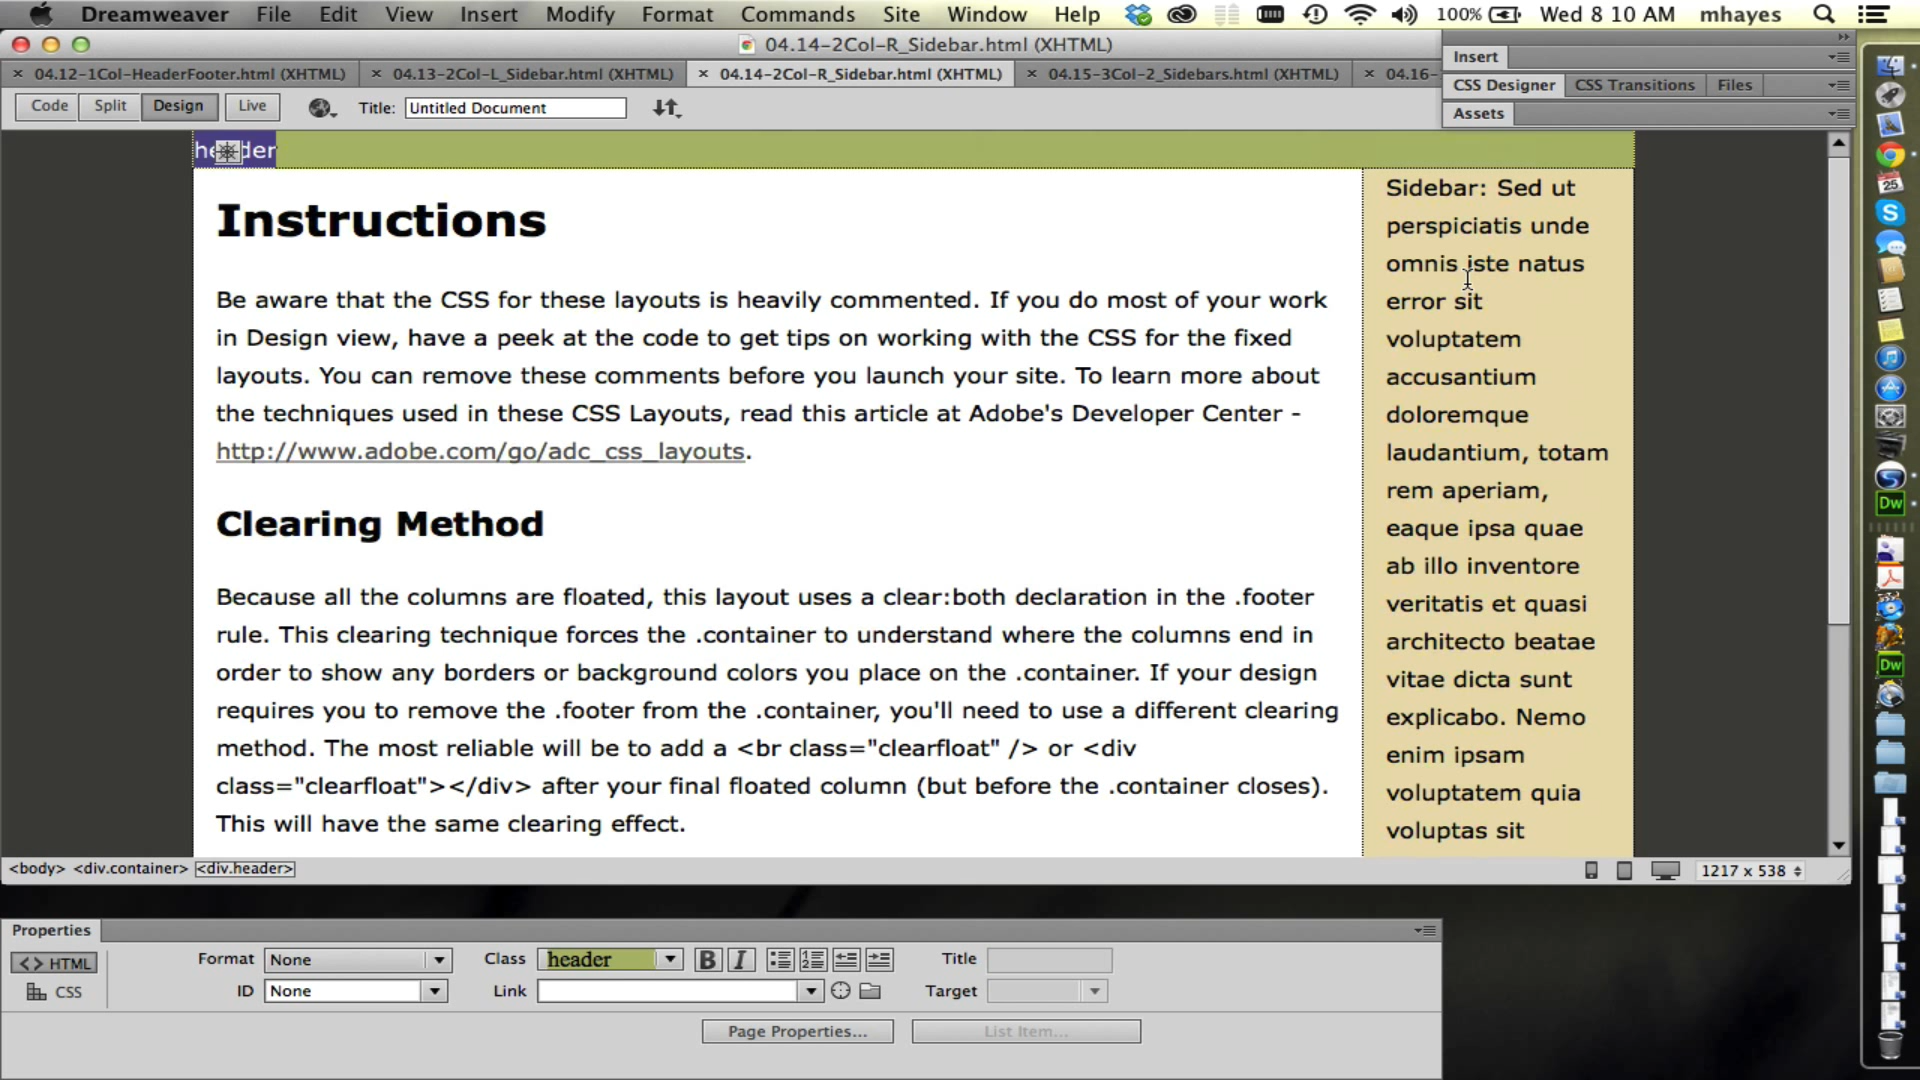 Dreamweaver File Edit View Insert Modify Format Commands Site Window Help 100% Wed 8 10 AM mhayes
04.14-2Col-R_Sidebar.html (XHTML)
04.12-1Col-HeaderFooter.html (XHTML) 04.13-2Col-L_Sidebar.html (XHTML) 04.14-2Col-R_Sidebar.html (XHTML) 04.15-3Col-2_Sidebars.html (XHTML) 04.16-
Code Split Design Live Title: Untitled Document
Insert
CSS Designer CSS Transitions Files
Assets
Instructions
Be aware that the CSS for these layouts is heavily commented. If you do most of your work
in Design view, have a peek at the code to get tips on working with the CSS for the fixed
layouts. You can remove these comments before you launch your site. To learn more about
the techniques used in these CSS Layouts, read this article at Adobe's Developer Center -
http://www.adobe.com/go/adc_css_layouts.
Clearing Method
Because all the columns are floated, this layout uses a clear:both declaration in the .footer
rule. This clearing technique forces the .container to understand where the columns end in
order to show any borders or background colors you place on the .container. If your design
requires you to remove the .footer from the .container, you'll need to use a different clearing
method. The most reliable will be to add a <br class="clearfloat" /> or <div
class="clearfloat"></div> after your final floated column (but before the .container closes).
This will have the same clearing effect.
Sidebar: Sed ut
perspiciatis unde
omnis iste natus
error sit
voluptatem
accusantium
doloremque
laudantium, totam
rem aperiam,
eaque ipsa quae
ab illo inventore
veritatis et quasi
architecto beatae
vitae dicta sunt
explicabo. Nemo
enim ipsam
voluptatem quia
voluptas sit
<body> <div.container> <div.header> 1217 x 538
Properties
<> HTML Format None Class header B I Title
CSS ID None Link Target
Page Properties... List Item...
25
S
Dw
Dw